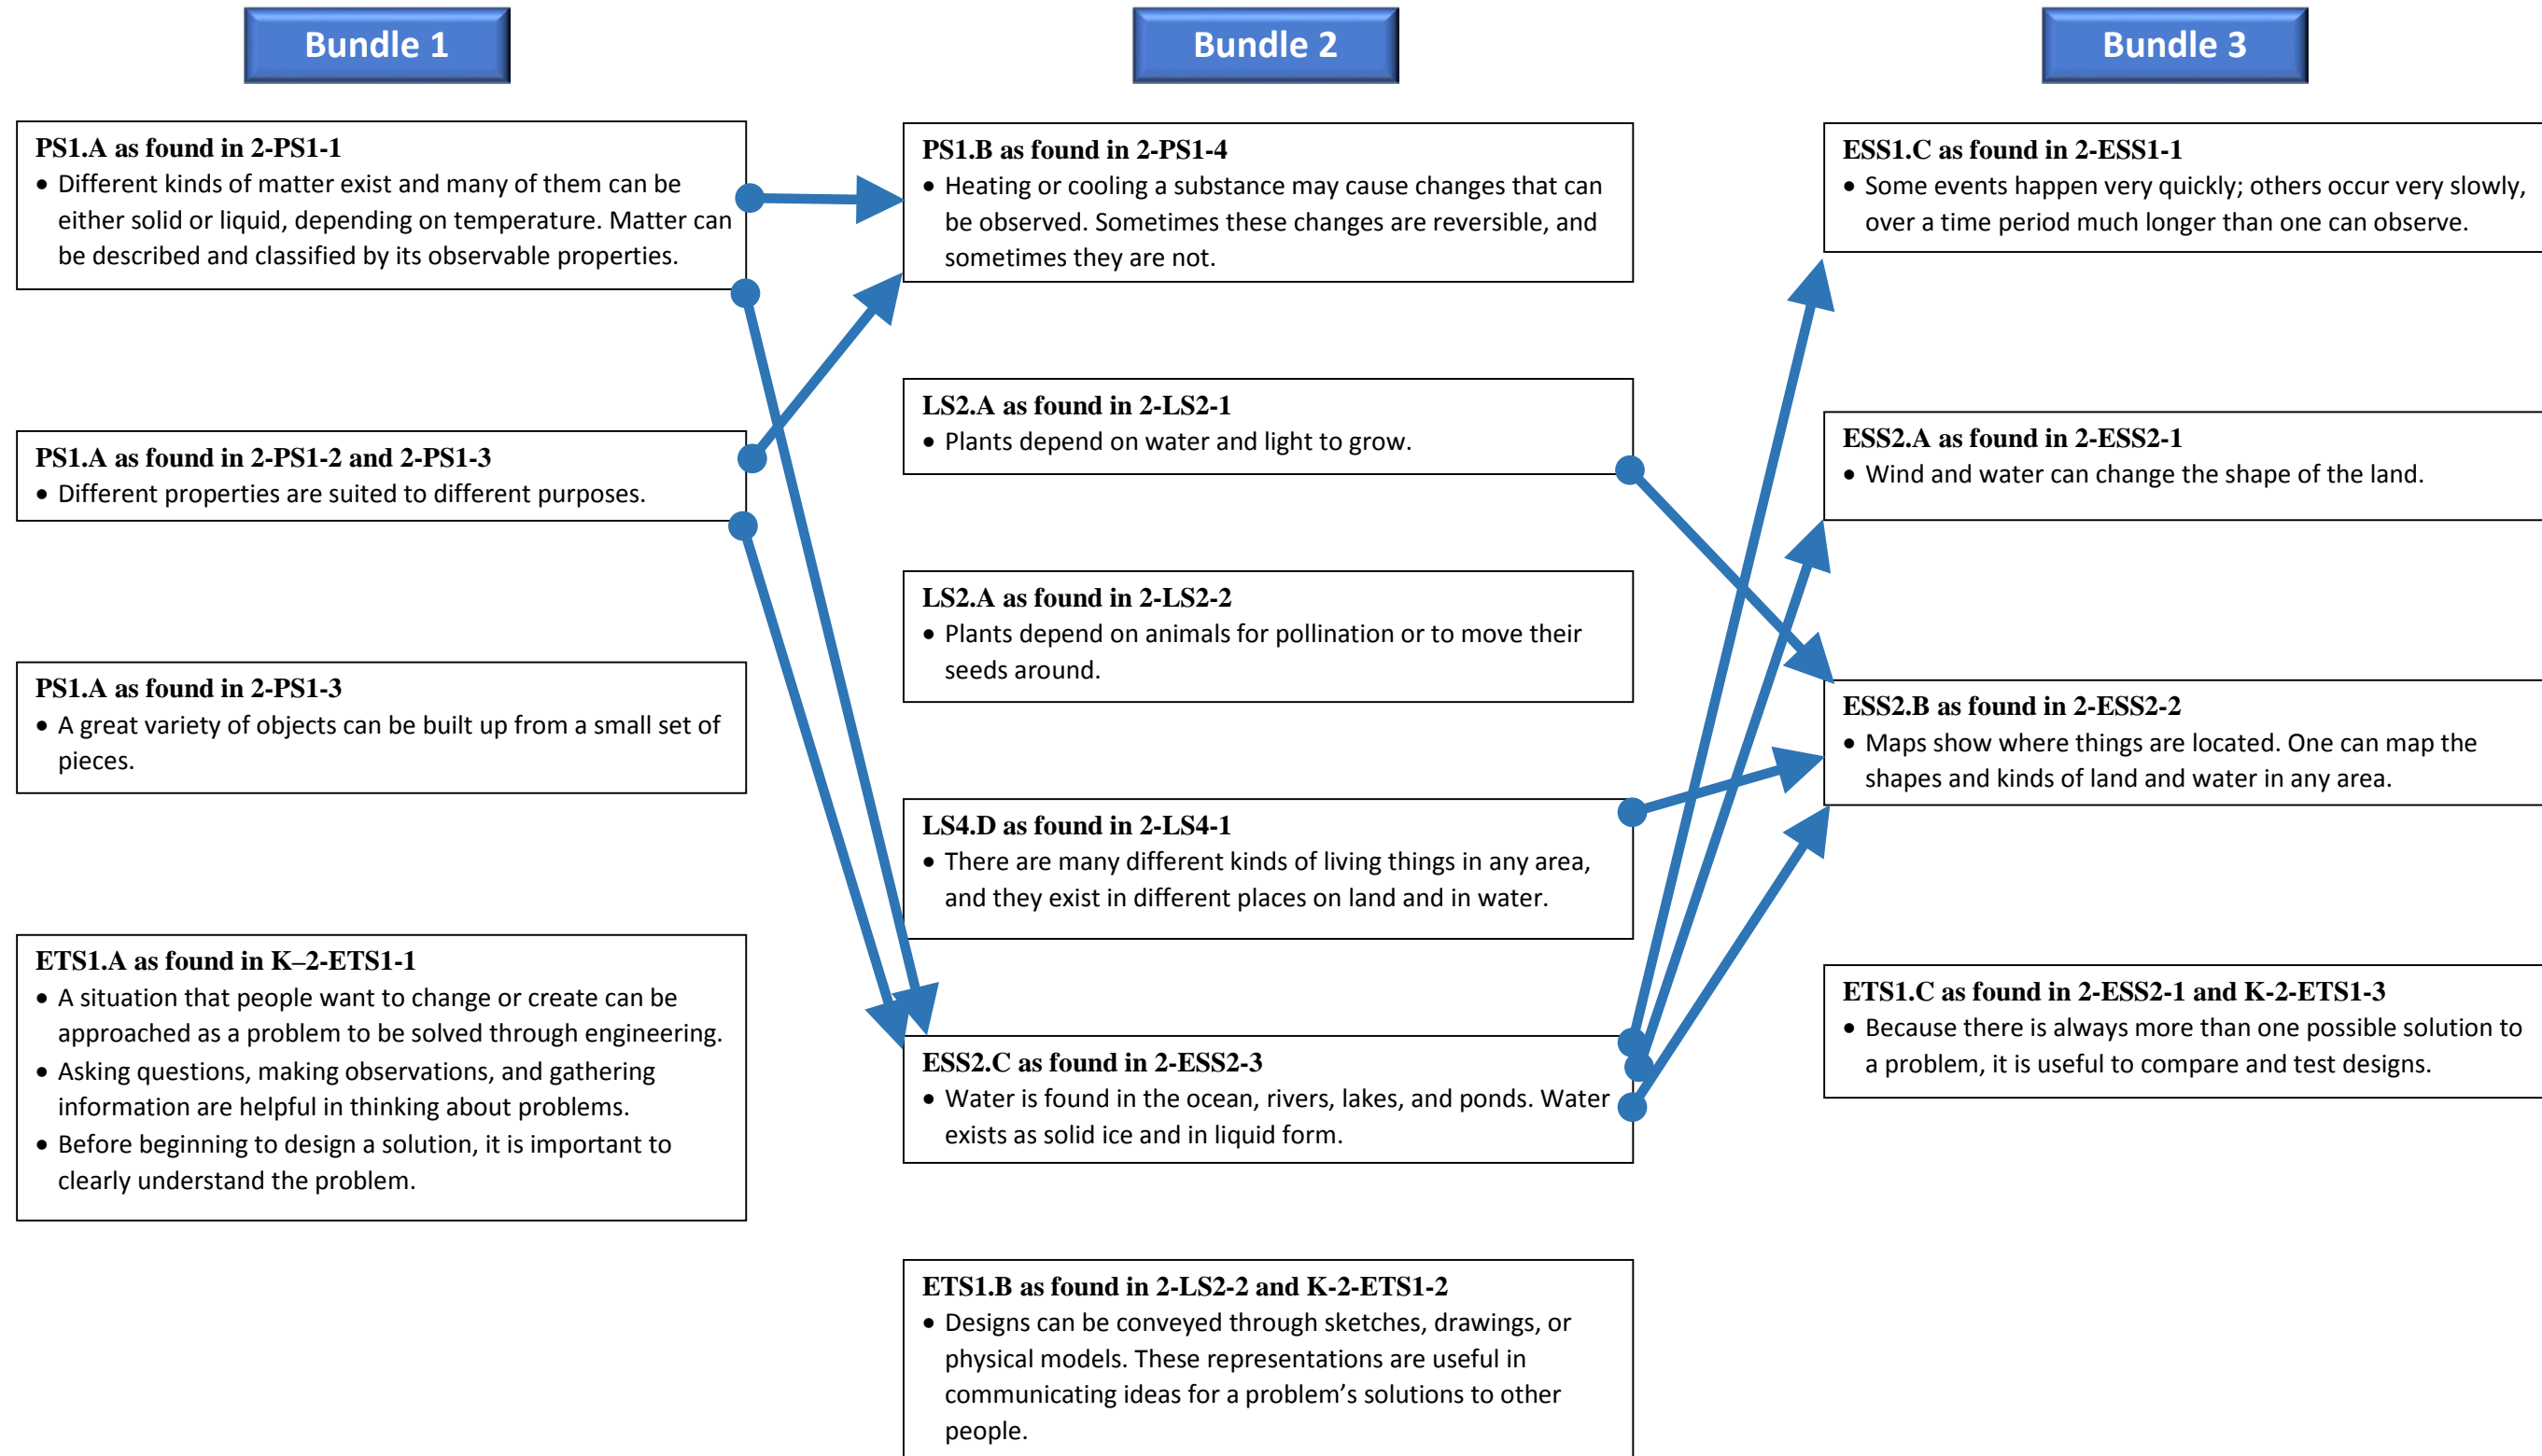 Bundle 1
PS1.A as found in 2-PS1-1
• Different kinds of matter exist and many of them can be
either solid or liquid, depending on temperature. Matter can
be described and classified by its observable properties.
PS1.A as found in 2-PS1-2 and 2-PS1-3
• Different properties are suited to different purposes.
PS1.A as found in 2-PS1-3
• A great variety of objects can be built up from a small set of
pieces.
ETS1.A as found in K–2-ETS1-1
• A situation that people want to change or create can be
approached as a problem to be solved through engineering.
• Asking questions, making observations, and gathering
information are helpful in thinking about problems.
• Before beginning to design a solution, it is important to
clearly understand the problem.
Bundle 2
PS1.B as found in 2-PS1-4
• Heating or cooling a substance may cause changes that can
be observed. Sometimes these changes are reversible, and
sometimes they are not.
LS2.A as found in 2-LS2-1
• Plants depend on water and light to grow.
LS2.A as found in 2-LS2-2
• Plants depend on animals for pollination or to move their
seeds around.
LS4.D as found in 2-LS4-1
• There are many different kinds of living things in any area,
and they exist in different places on land and in water.
ESS2.C as found in 2-ESS2-3
• Water is found in the ocean, rivers, lakes, and ponds. Water
exists as solid ice and in liquid form.
ETS1.B as found in 2-LS2-2 and K-2-ETS1-2
• Designs can be conveyed through sketches, drawings, or
physical models. These representations are useful in
communicating ideas for a problem’s solutions to other
people.
Bundle 3
ESS1.C as found in 2-ESS1-1
• Some events happen very quickly; others occur very slowly,
over a time period much longer than one can observe.
ESS2.A as found in 2-ESS2-1
• Wind and water can change the shape of the land.
ESS2.B as found in 2-ESS2-2
• Maps show where things are located. One can map the
shapes and kinds of land and water in any area.
ETS1.C as found in 2-ESS2-1 and K-2-ETS1-3
• Because there is always more than one possible solution to
a problem, it is useful to compare and test designs.